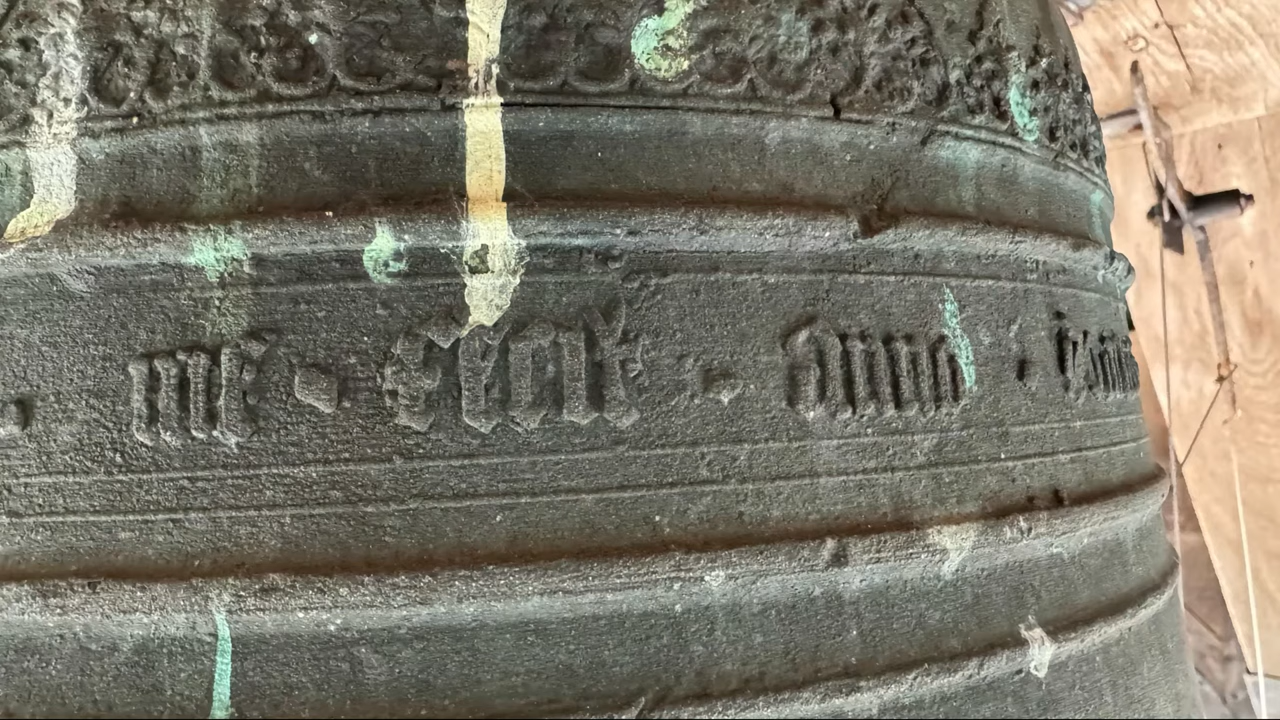 me · fecit · anno ·